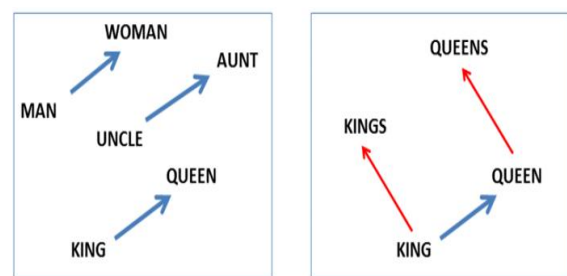 WOMAN
AUNT
MAN
UNCLE
QUEEN
KING
QUEENS
KINGS
QUEEN
KING